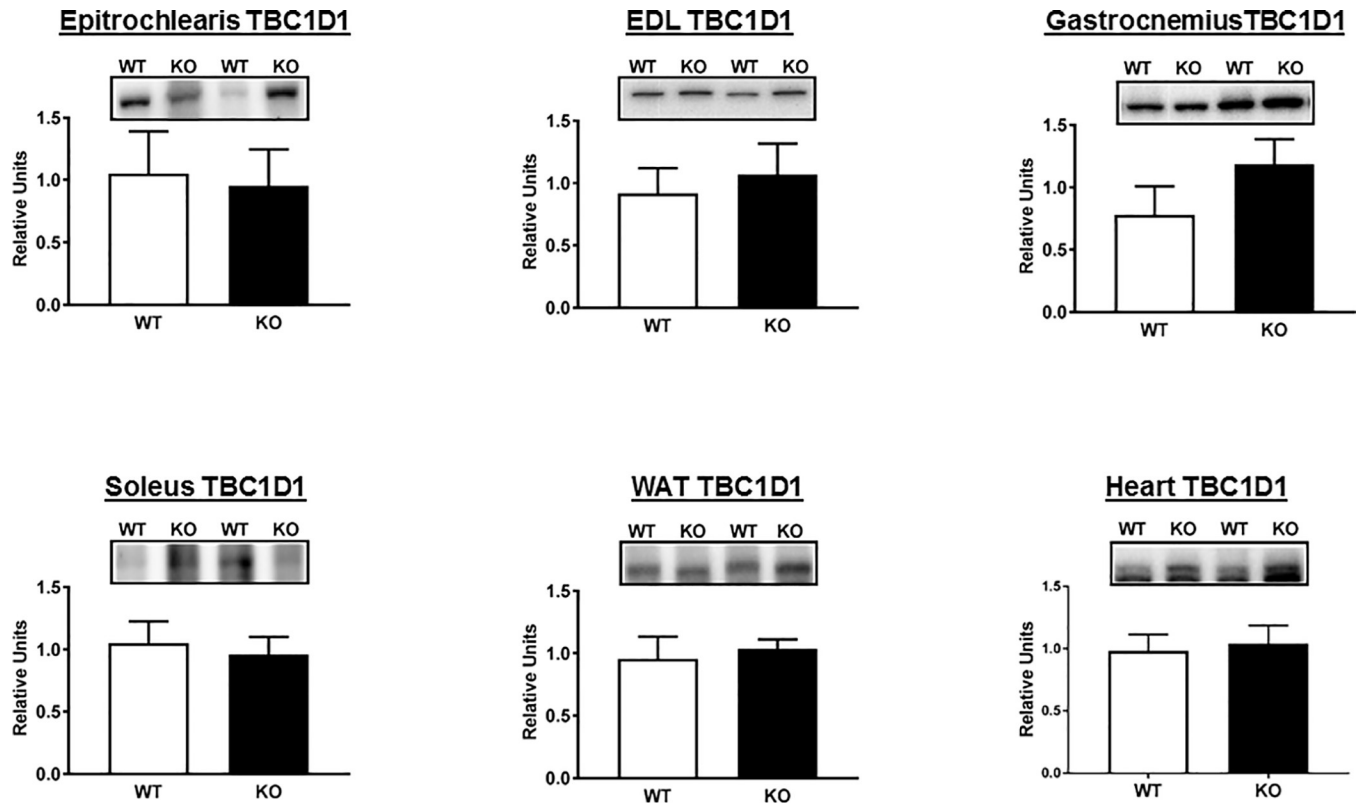 Epitrochlearis TBC1D1
WT KO WT KO
1.5
1.0
0.5
0.0
Relative Units
WT KO
EDL TBC1D1
WT KO WT KO
1.5
1.0
0.5
0.0
Relative Units
WT KO
GastrocnemiusTBC1D1
WT KO WT KO
1.5
1.0
0.5
0.0
Relative Units
WT KO
Soleus TBC1D1
WT KO WT KO
1.5
1.0
0.5
0.0
Relative Units
WT KO
WAT TBC1D1
WT KO WT KO
1.5
1.0
0.5
0.0
Relative Units
WT KO
Heart TBC1D1
WT KO WT KO
1.5
1.0
0.5
0.0
Relative Units
WT KO